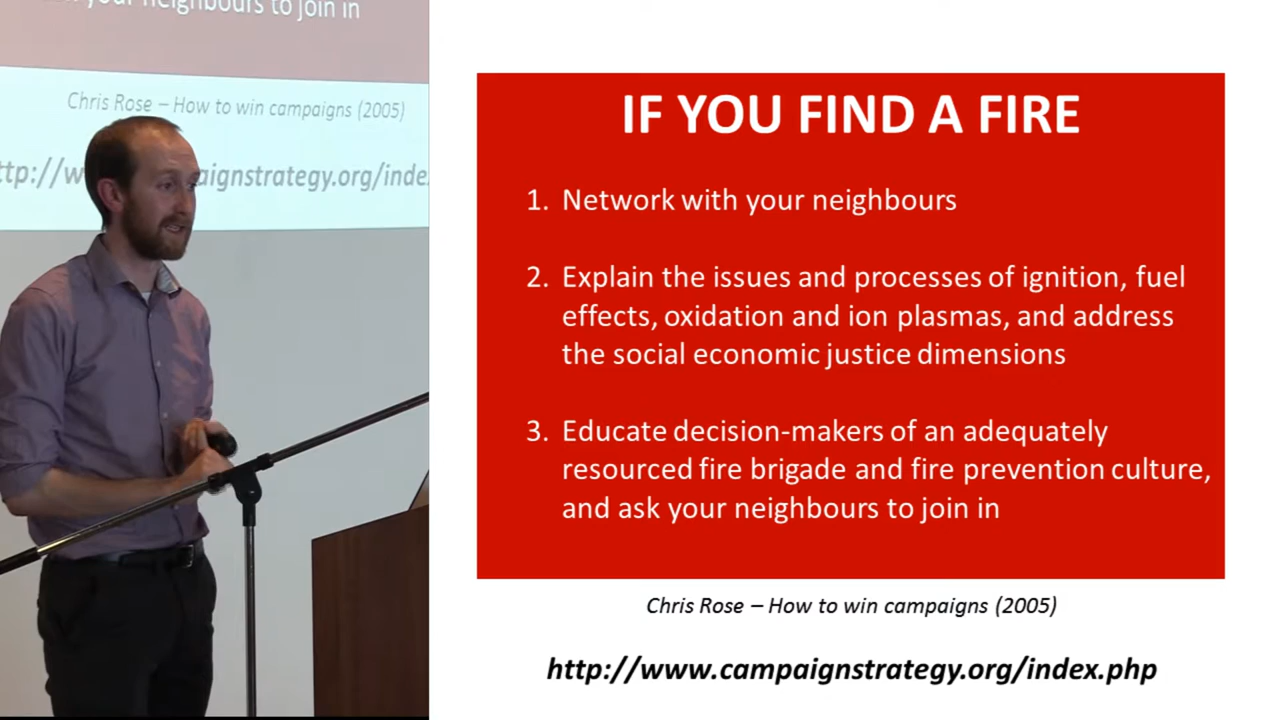 your neighbours to join in
Chris Rose – How to win campaigns (2005)
aignstrategy.org/inde
IF YOU FIND A FIRE
1. Network with your neighbours
2. Explain the issues and processes of ignition, fuel
effects, oxidation and ion plasmas, and address
the social economic justice dimensions
3. Educate decision-makers of an adequately
resourced fire brigade and fire prevention culture,
and ask your neighbours to join in
Chris Rose – How to win campaigns (2005)
http://www.campaignstrategy.org/index.php